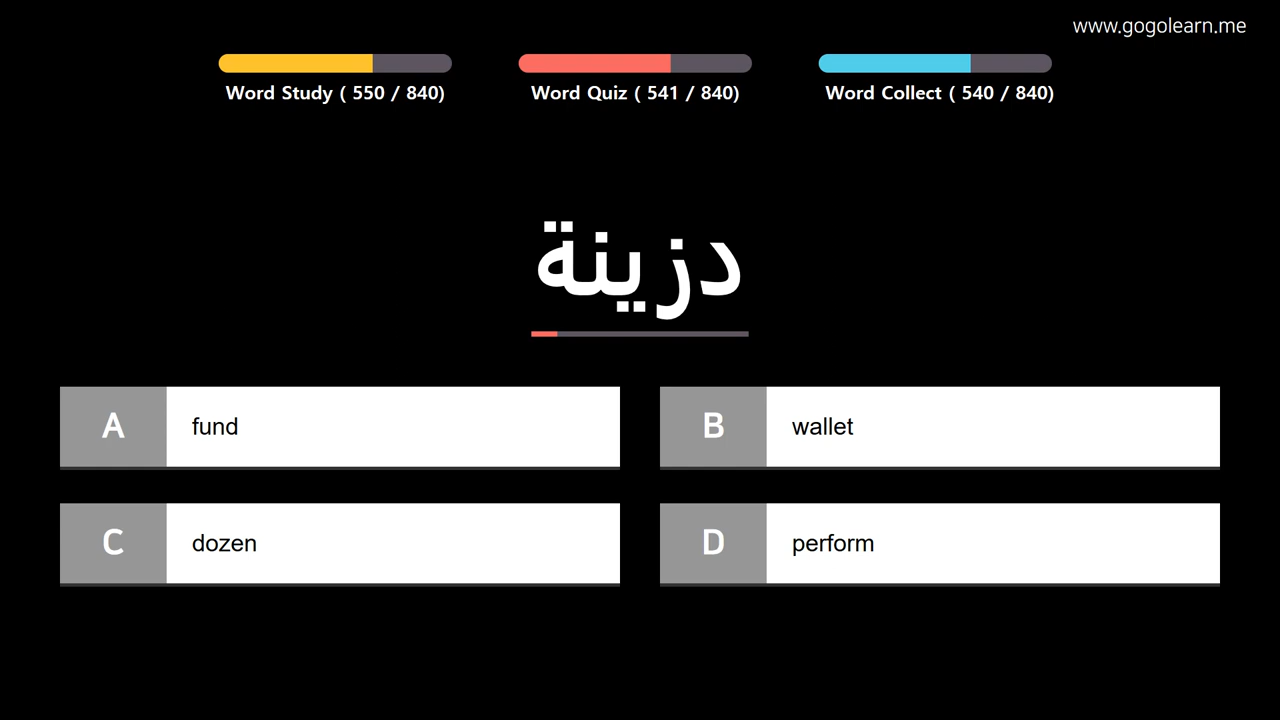 www.gogolearn.me
Word Study ( 550 / 840)
Word Quiz ( 541 / 840)
Word Collect ( 540 / 840)
دزينة
A fund
B wallet
C dozen
D perform